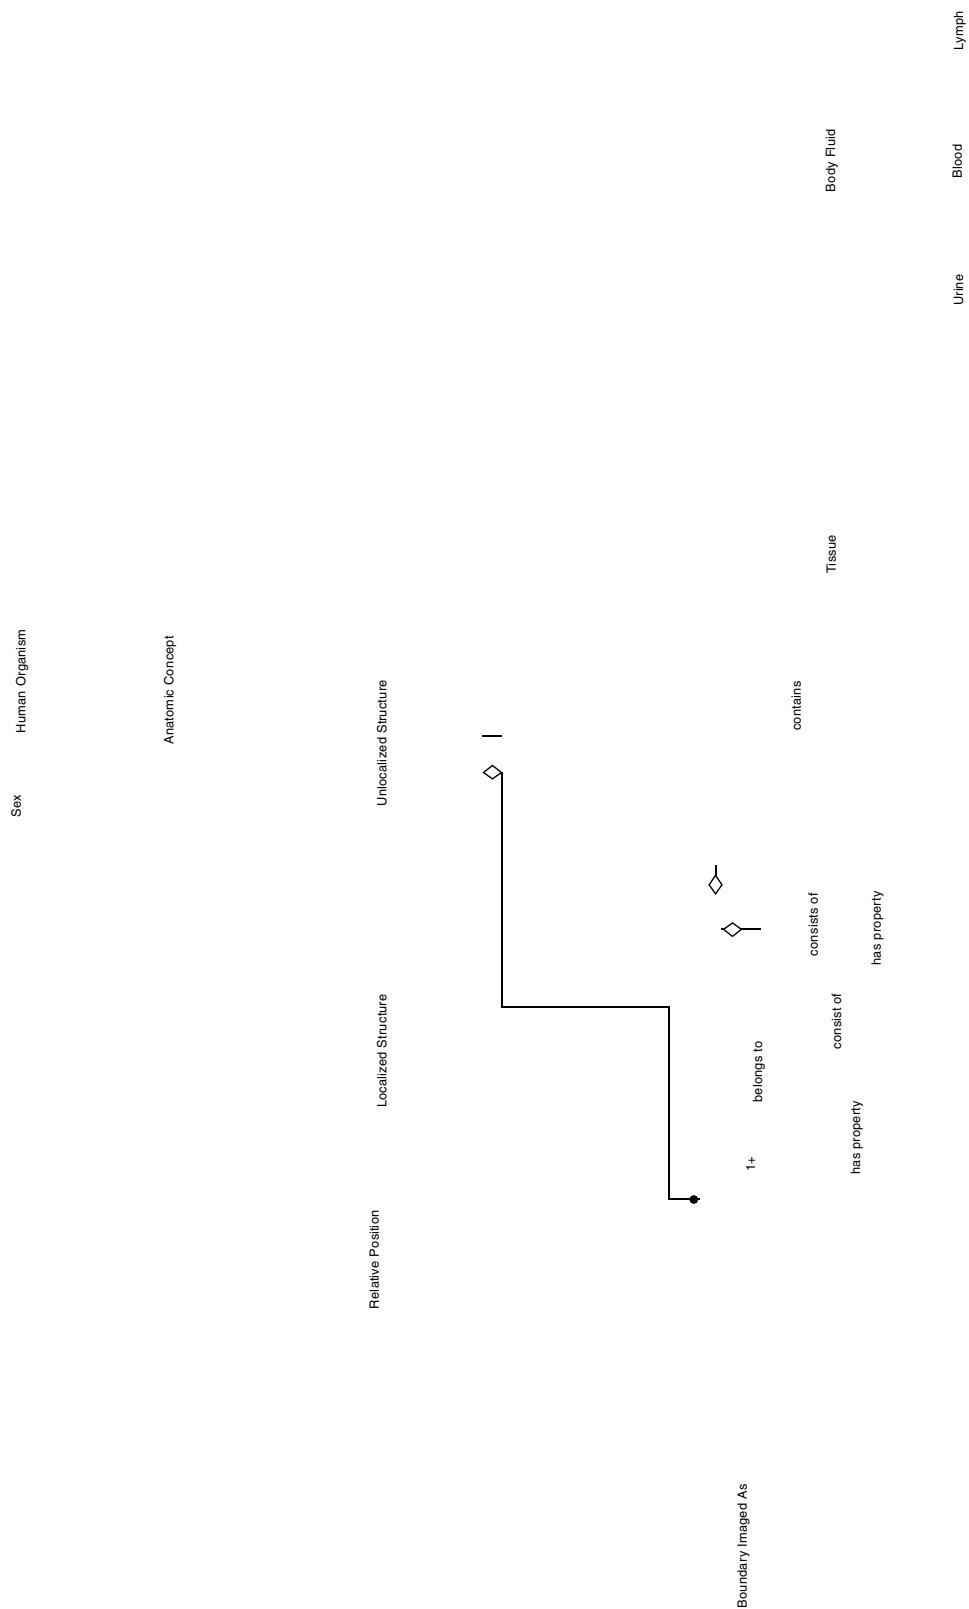 Sex
Human Organism
Anatomic Concept
Relative Position
Localized Structure
Unlocalized Structure
Boundary Imaged As
1+
belongs to
contains
consists of
Tissue
Body Fluid
consist of
has property
has property
Urine
Blood
Lymph